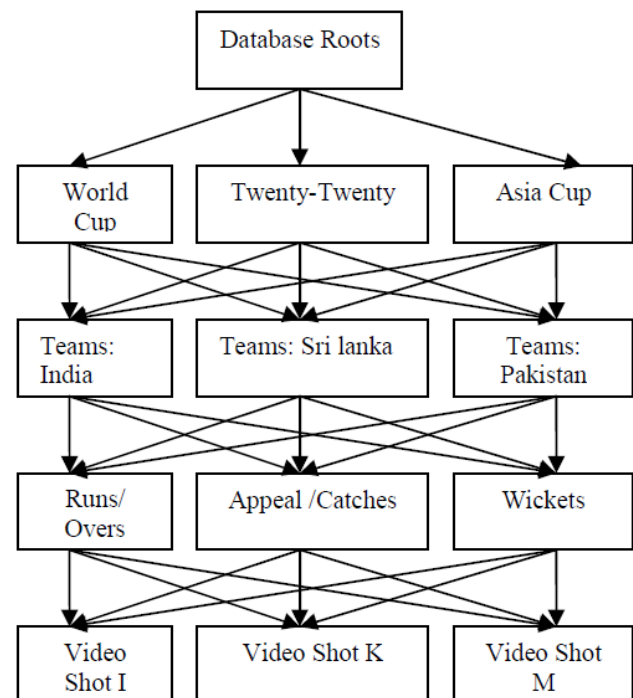 Database Roots
World
Cup
Twenty-Twenty
Asia Cup
Teams:
India
Teams: Sri lanka
Teams:
Pakistan
Runs/
Overs
Appeal /Catches
Wickets
Video
Shot I
Video Shot K
Video Shot
M